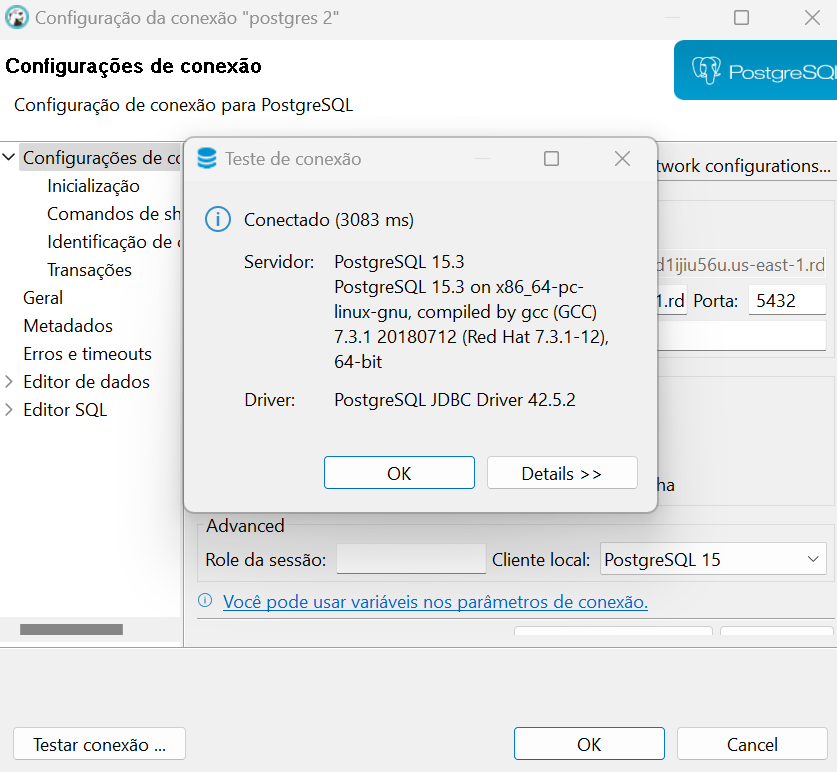 Configuração da conexão "postgres 2"
Configurações de conexão
Configuração de conexão para PostgreSQL
PostgreSQL
Configurações de co
Inicialização
Comandos de sh
Identificação de
Transações
Geral
Metadados
Erros e timeouts
Editor de dados
Editor SQL
Teste de conexão
Conectado (3083 ms)
Servidor: PostgreSQL 15.3
PostgreSQL 15.3 on x86_64-pc-
linux-gnu, compiled by gcc (GCC)
7.3.1 20180712 (Red Hat 7.3.1-12),
64-bit
Driver: PostgreSQL JDBC Driver 42.5.2
OK Details >>
twork configurations...
d1ijiu56u.us-east-1.rd
1.rd Porta: 5432
ha
Advanced
Role da sessão: Cliente local: PostgreSQL 15
Você pode usar variáveis nos parâmetros de conexão.
Testar conexão ... OK Cancel